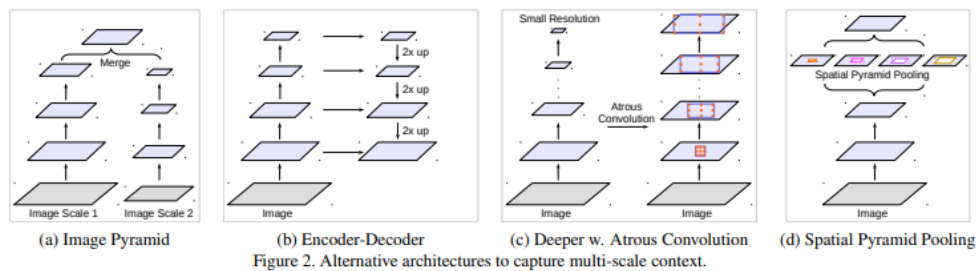 Merge
Image Scale 1
Image Scale 2
(a) Image Pyramid
2x up
2x up
2x up
Image
(b) Encoder-Decoder
Small Resolution
Atrous
Convolution
Image
Image
(c) Deeper w. Atrous Convolution
Spatial Pyramid Pooling
Image
(d) Spatial Pyramid Pooling
Figure 2. Alternative architectures to capture multi-scale context.